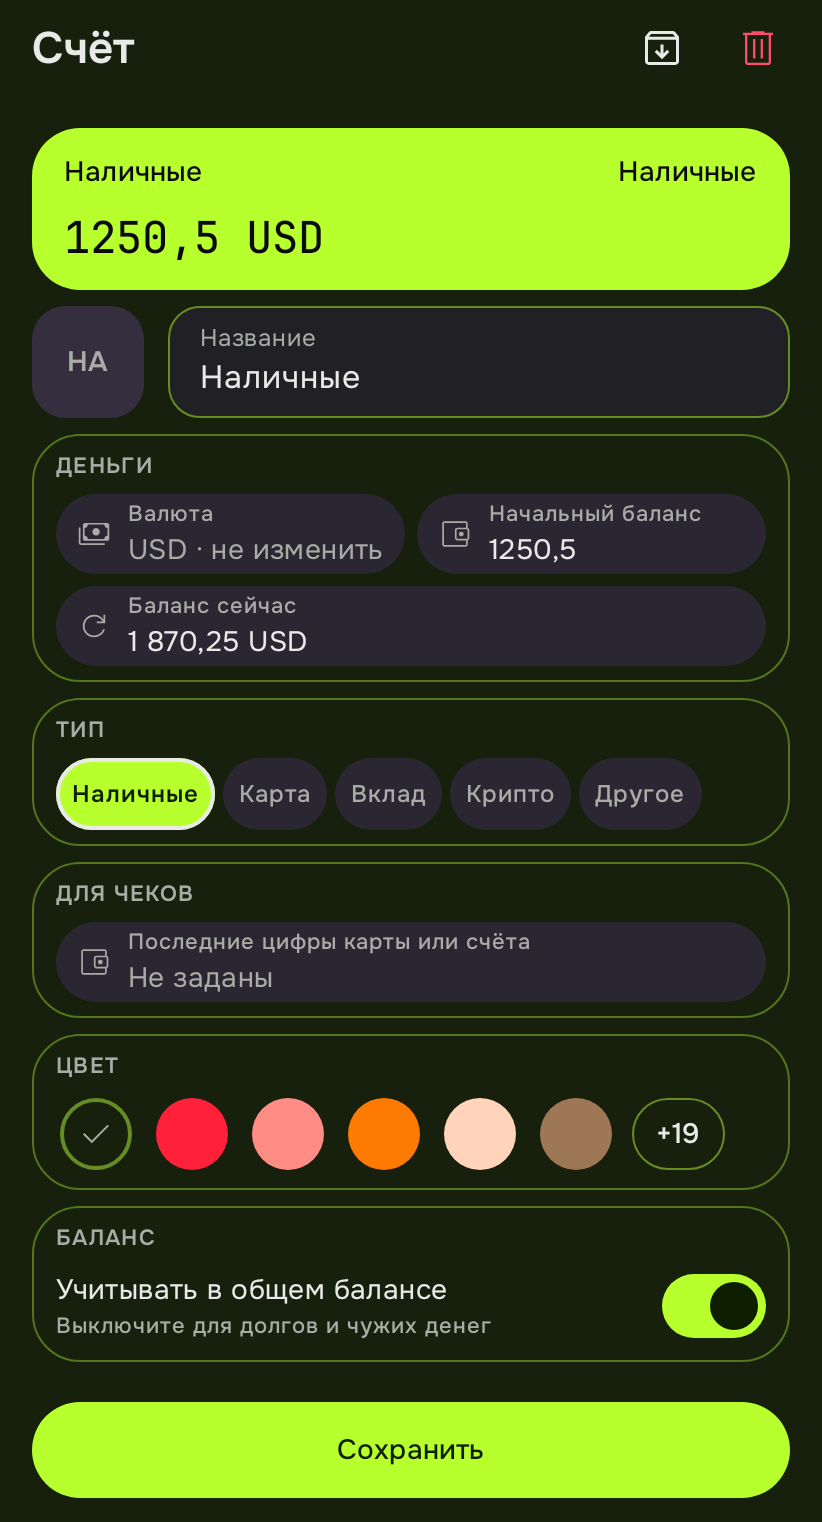 Счёт
Наличные Наличные
1250,5 USD
НА
Название
Наличные
ДЕНЬГИ
Валюта
USD · не изменить
Начальный баланс
1250,5
Баланс сейчас
1 870,25 USD
ТИП
Наличные Карта Вклад Крипто Другое
ДЛЯ ЧЕКОВ
Последние цифры карты или счёта
Не заданы
ЦВЕТ
+19
БАЛАНС
Учитывать в общем балансе
Выключите для долгов и чужих денег
Сохранить